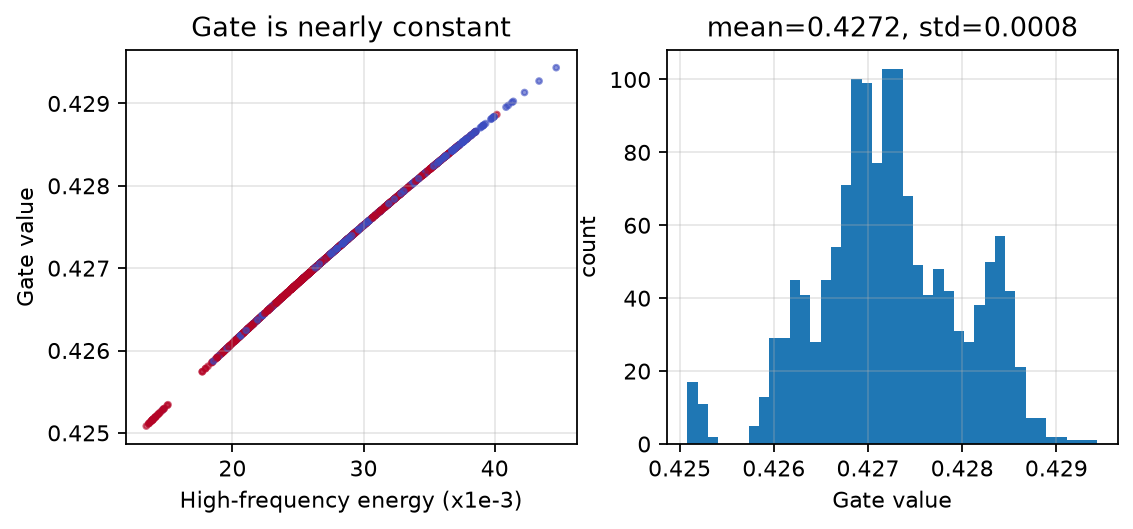 Gate is nearly constant
Gate value
0.429
0.428
0.427
0.426
0.425
20 30 40
High-frequency energy (x1e-3)
mean=0.4272, std=0.0008
count
100
80
60
40
20
0
0.425 0.426 0.427 0.428 0.429
Gate value